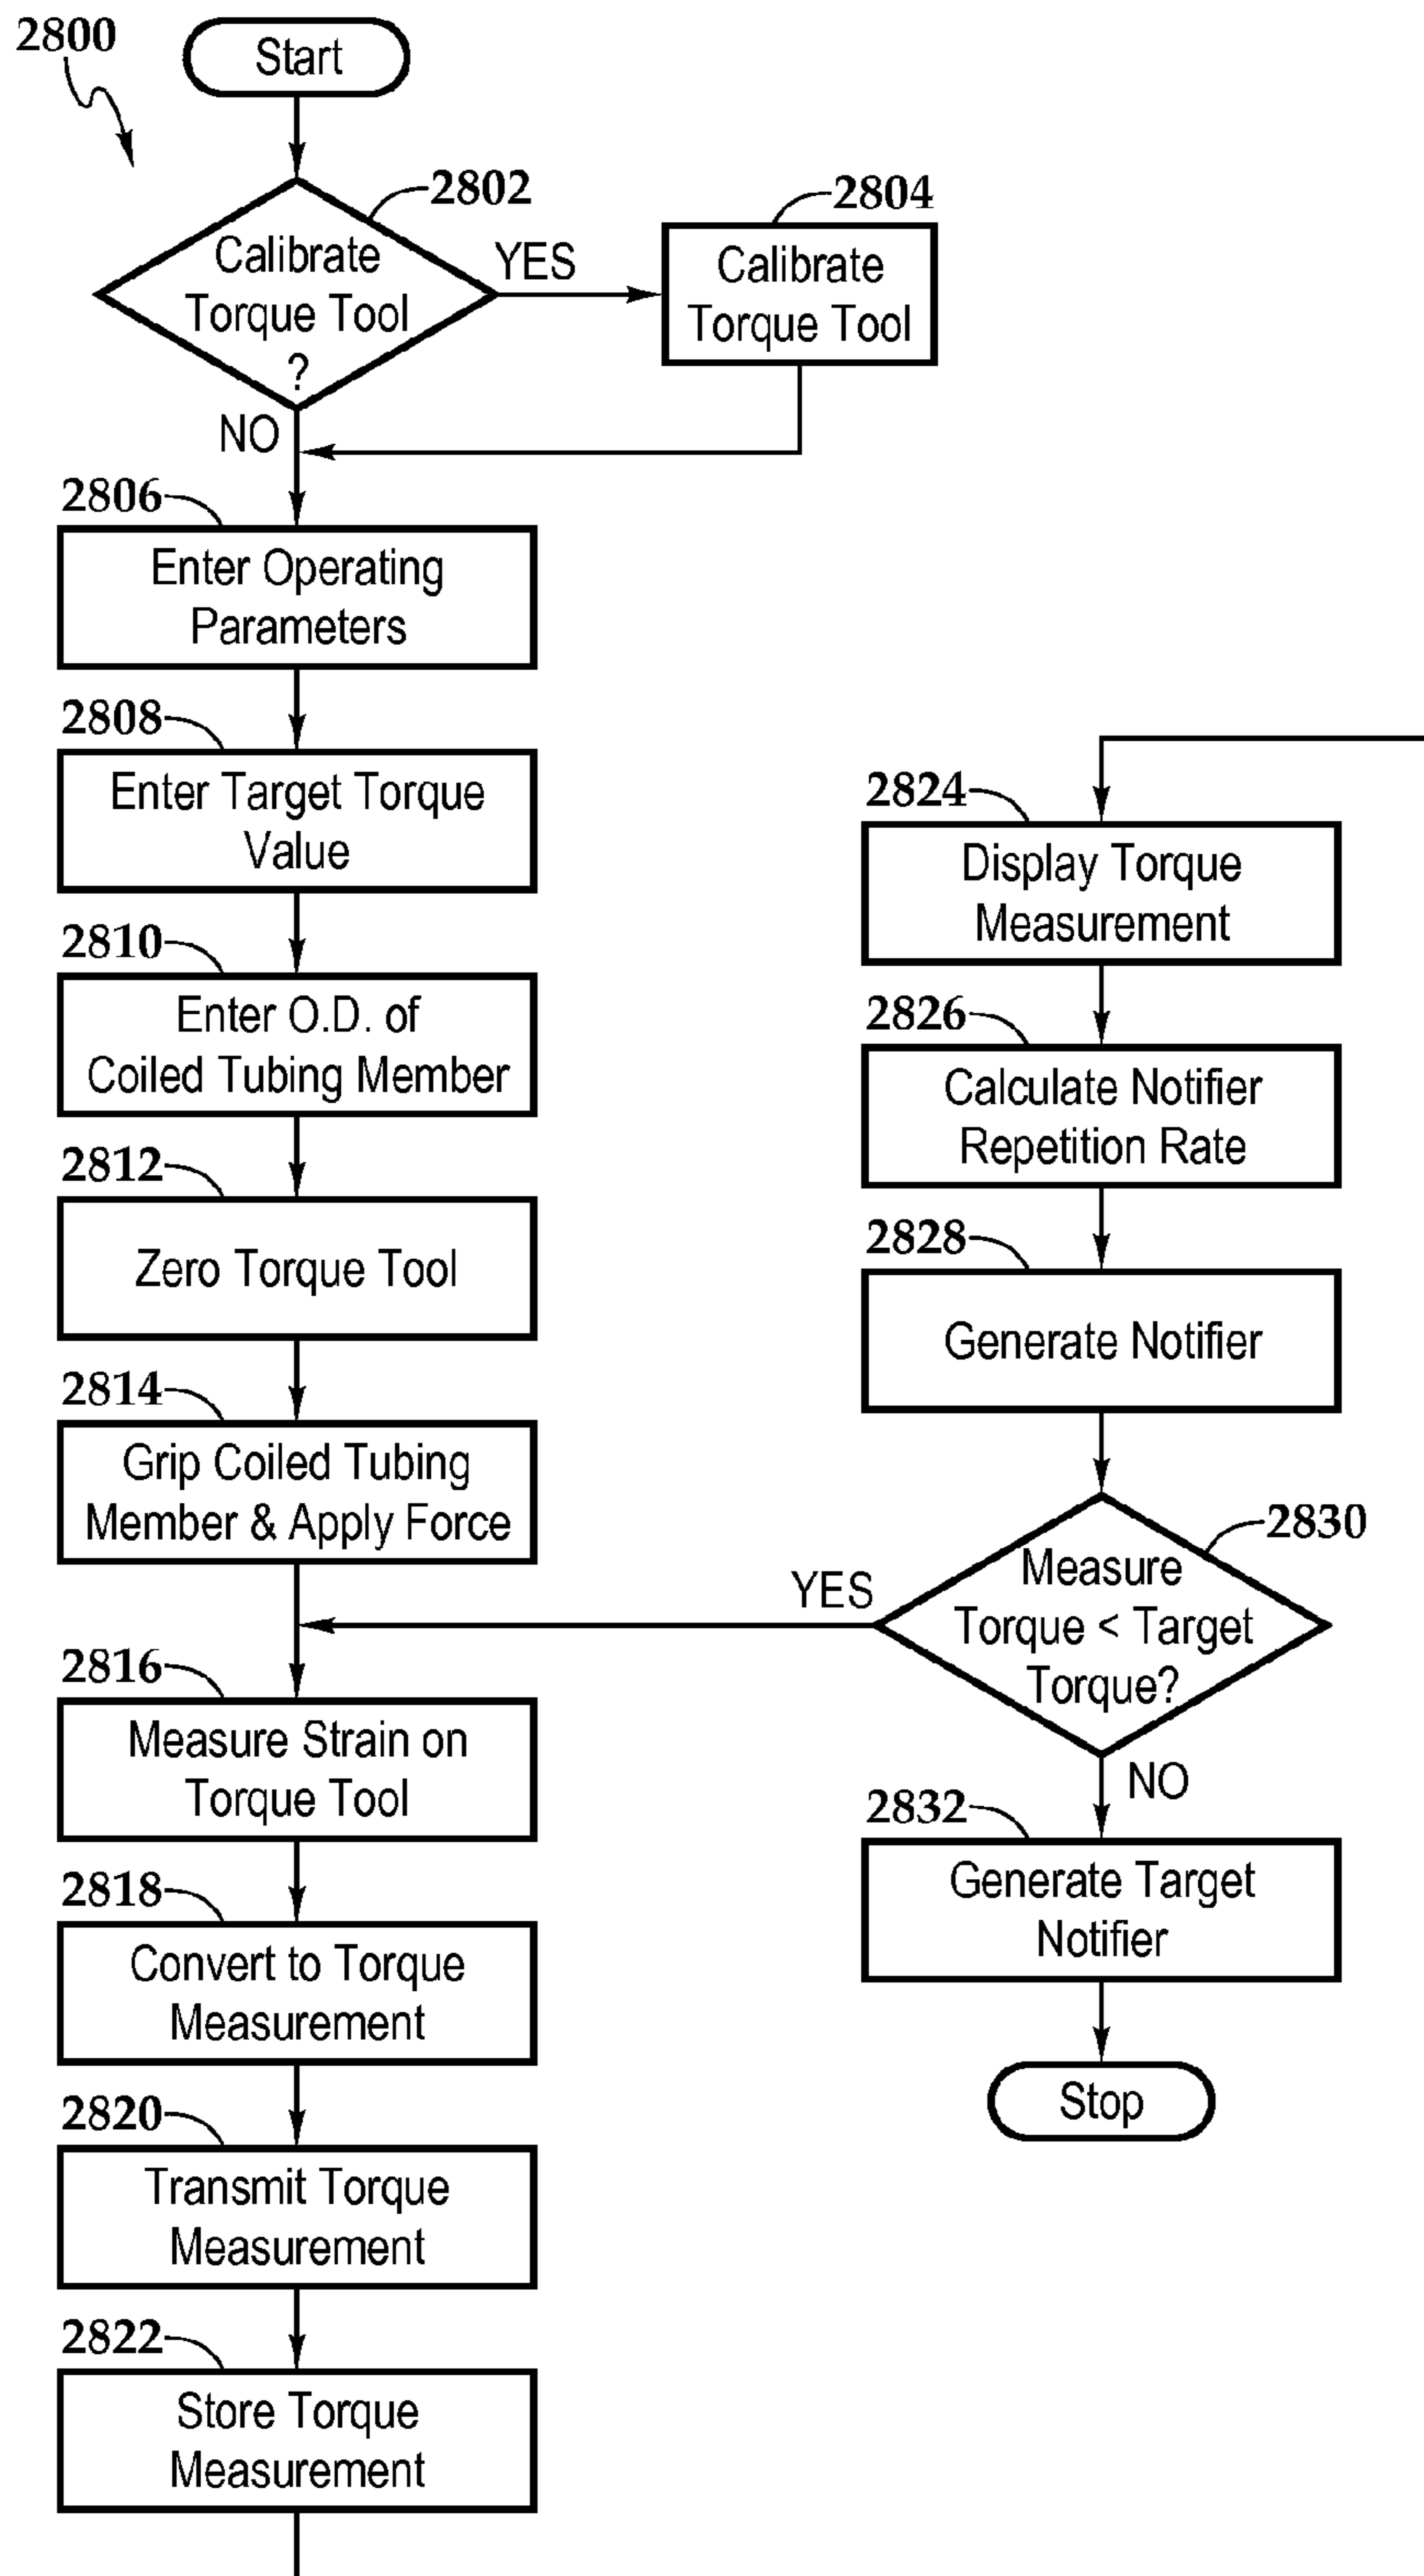 2800
Start
2802
Calibrate
Torque Tool
?
YES
2804
Calibrate
Torque Tool
NO
2806
Enter Operating
Parameters
2808
Enter Target Torque
Value
2810
Enter O.D. of
Coiled Tubing Member
2812
Zero Torque Tool
2814
Grip Coiled Tubing
Member & Apply Force
2816
Measure Strain on
Torque Tool
2818
Convert to Torque
Measurement
2820
Transmit Torque
Measurement
2822
Store Torque
Measurement
2824
Display Torque
Measurement
2826
Calculate Notifier
Repetition Rate
2828
Generate Notifier
2830
Measure
Torque < Target
Torque?
YES
NO
2832
Generate Target
Notifier
Stop